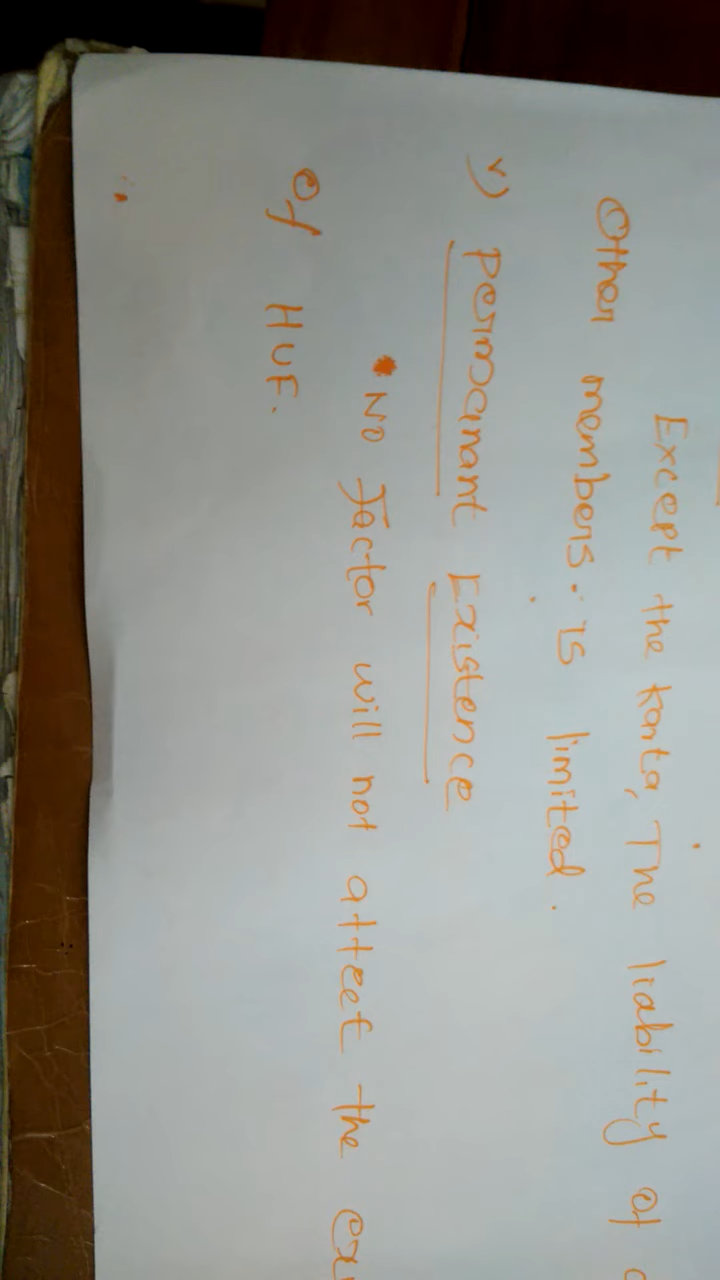 Except the karta, The liability of
Other members. is limited.
v) permanant Existence
• No factor will not affect the
of HUF.